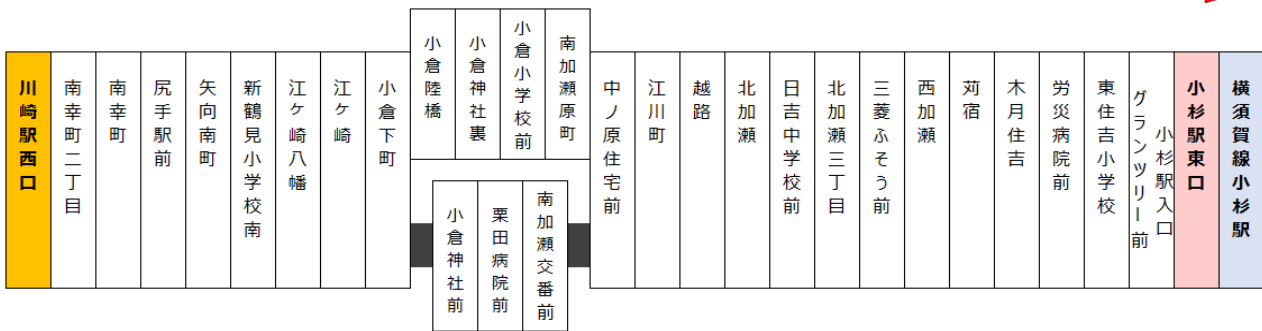 川崎駅西口
南幸町二丁目
南幸町
尻手駅前
矢向南町
新鶴見小学校南
江ケ崎八幡
江ケ崎
小倉下町
小倉陸橋
小倉神社裏
小倉小学校前
南加瀬原町
小倉神社前
栗田病院前
南加瀬交番前
中ノ原住宅前
江川町
越路
北加瀬
日吉中学校前
北加瀬三丁目
三菱ふそう前
西加瀬
苅宿
木月住吉
労災病院前
東住吉小学校
小杉駅入口
グランツリー前
小杉駅東口
横須賀線小杉駅